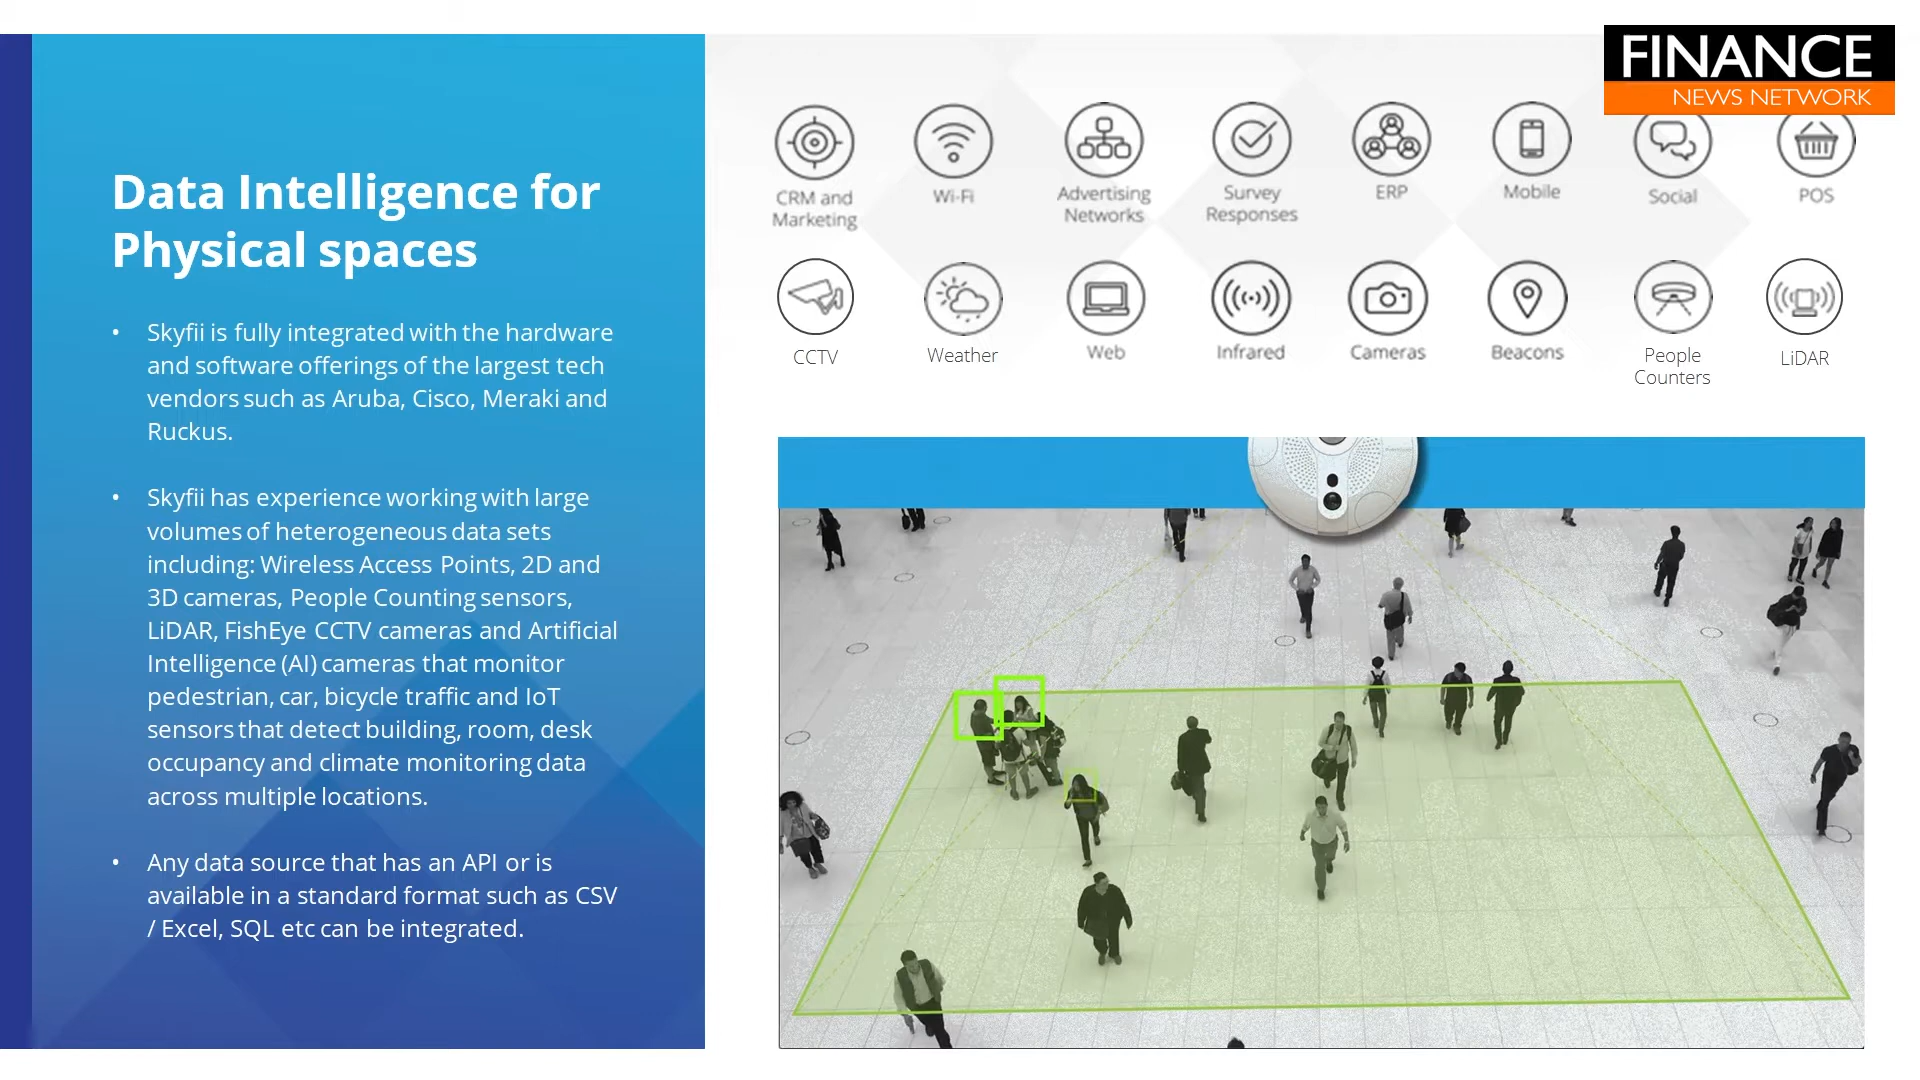 FINANCE
NEWS NETWORK
Data Intelligence for
Physical spaces
• Skyfii is fully integrated with the hardware
and software offerings of the largest tech
vendors such as Aruba, Cisco, Meraki and
Ruckus.
• Skyfii has experience working with large
volumes of heterogeneous data sets
including: Wireless Access Points, 2D and
3D cameras, People Counting sensors,
LiDAR, FishEye CCTV cameras and Artificial
Intelligence (AI) cameras that monitor
pedestrian, car, bicycle traffic and IoT
sensors that detect building, room, desk
occupancy and climate monitoring data
across multiple locations.
• Any data source that has an API or is
available in a standard format such as CSV
/ Excel, SQL etc can be integrated.
CRM and
Marketing
Wi-Fi
Advertising
Networks
Survey
Responses
ERP
Mobile
Social
POS
CCTV
Weather
Web
Infrared
Cameras
Beacons
People
Counters
LiDAR